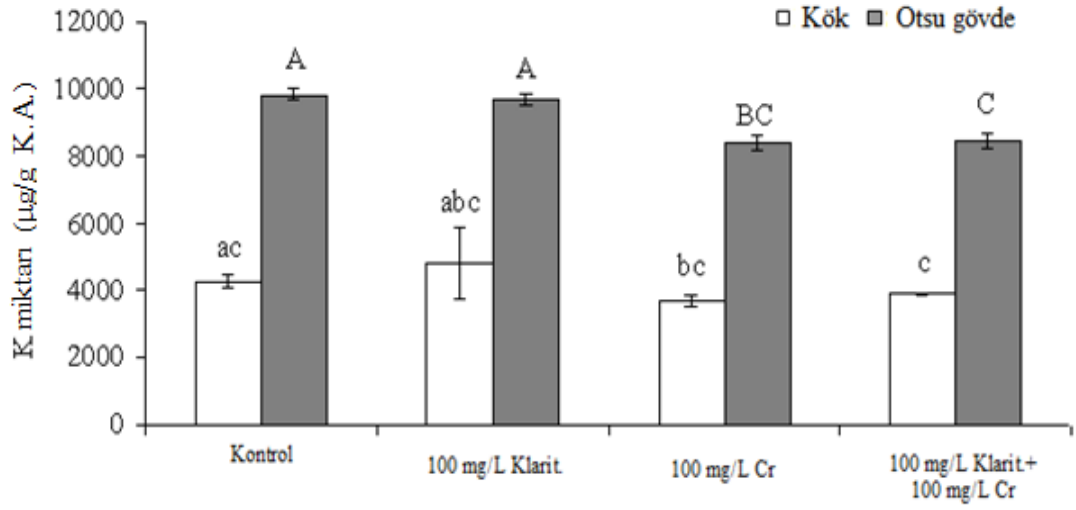 Kök Otsu gövde
K miktarı (µg/g K.A.)
12000
10000
8000
6000
4000
2000
0
A
A
BC
C
ac
abc
bc
c
Kontrol
100 mg/L Klarit.
100 mg/L Cr
100 mg/L Klarit.+
100 mg/L Cr